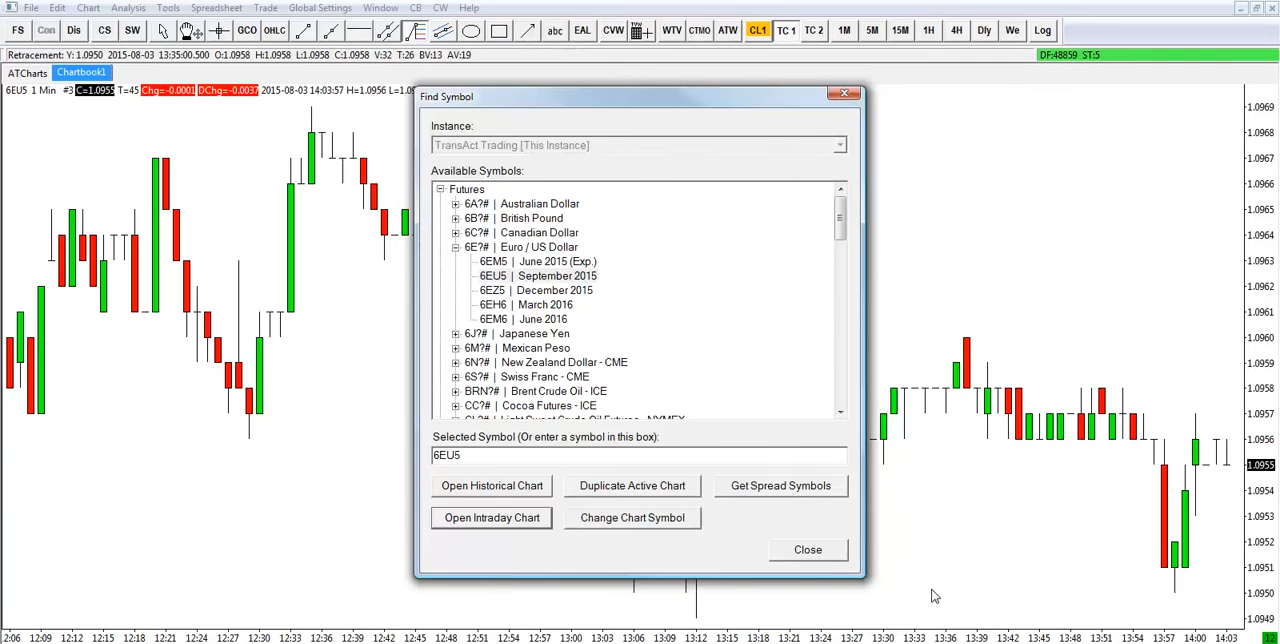 File Edit Chart Analysis Tools Spreadsheet Trade Global Settings Window CB CW Help
FS Con Dis CS SW GCO OHLC abc EAL CVW WTV CTMO ATW CL1 TC 1 TC 2 1M 5M 15M 1H 4H Dly We Log
Retracement: Y: 1.0950 2015-08-03 13:35:00.500 O:1.0958 H:1.0958 L:1.0958 C:1.0958 V:32 T:26 BV:13 AV:19
DF:48859 ST:5
ATCharts Chartbook1
6EU5 1 Min #3 C=1.0955 T=45 Chg=-0.0001 DChg=-0.0037 2015-08-03 14:03:57 H=1.0956 L=1.09
Find Symbol
Instance:
TransAct Trading [This Instance]
Available Symbols:
Futures
6A?# | Australian Dollar
6B?# | British Pound
6C?# | Canadian Dollar
6E?# | Euro / US Dollar
6EM5 | June 2015 (Exp.)
6EU5 | September 2015
6EZ5 | December 2015
6EH6 | March 2016
6EM6 | June 2016
6J?# | Japanese Yen
6M?# | Mexican Peso
6N?# | New Zealand Dollar - CME
6S?# | Swiss Franc - CME
BRN?# | Brent Crude Oil - ICE
CC?# | Cocoa Futures - ICE
CL?# | Light Sweet Crude Oil Futures - NYMEX
Selected Symbol (Or enter a symbol in this box):
6EU5
Open Historical Chart Duplicate Active Chart Get Spread Symbols
Open Intraday Chart Change Chart Symbol
Close
1.0969
1.0968
1.0967
1.0966
1.0965
1.0964
1.0963
1.0962
1.0961
1.0960
1.0959
1.0958
1.0957
1.0956
1.0955
1.0954
1.0953
1.0952
1.0951
1.0950
1.0949
2:06 12:09 12:12 12:15 12:18 12:21 12:24 12:27 12:30 12:33 12:36 12:39 12:42 12:45 12:48 12:51 12:54 12:57 13:00 13:03 13:06 13:09 13:12 13:15 13:18 13:21 13:24 13:27 13:30 13:33 13:36 13:39 13:42 13:45 13:48 13:51 13:54 13:57 14:00 14:03 12